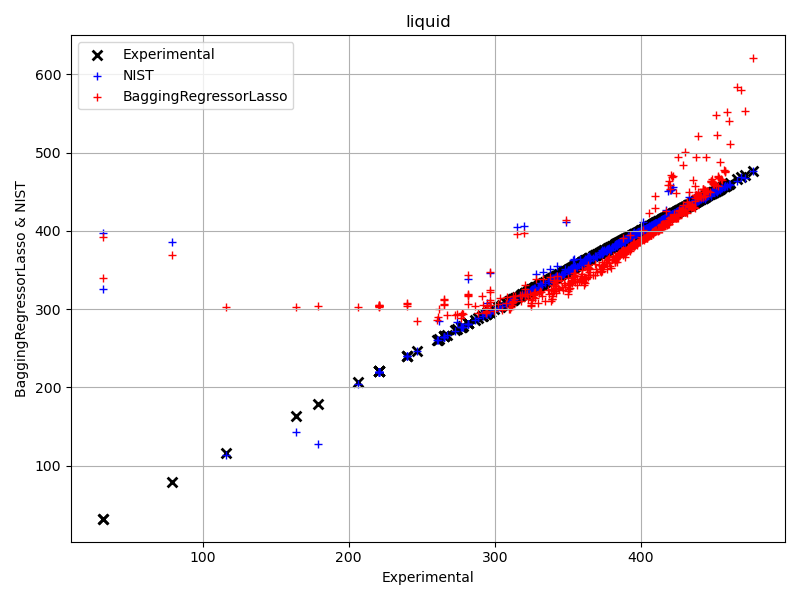 liquid
Experimental
NIST
BaggingRegressorLasso
BaggingRegressorLasso & NIST
600
500
400
300
200
100
100 200 300 400
Experimental